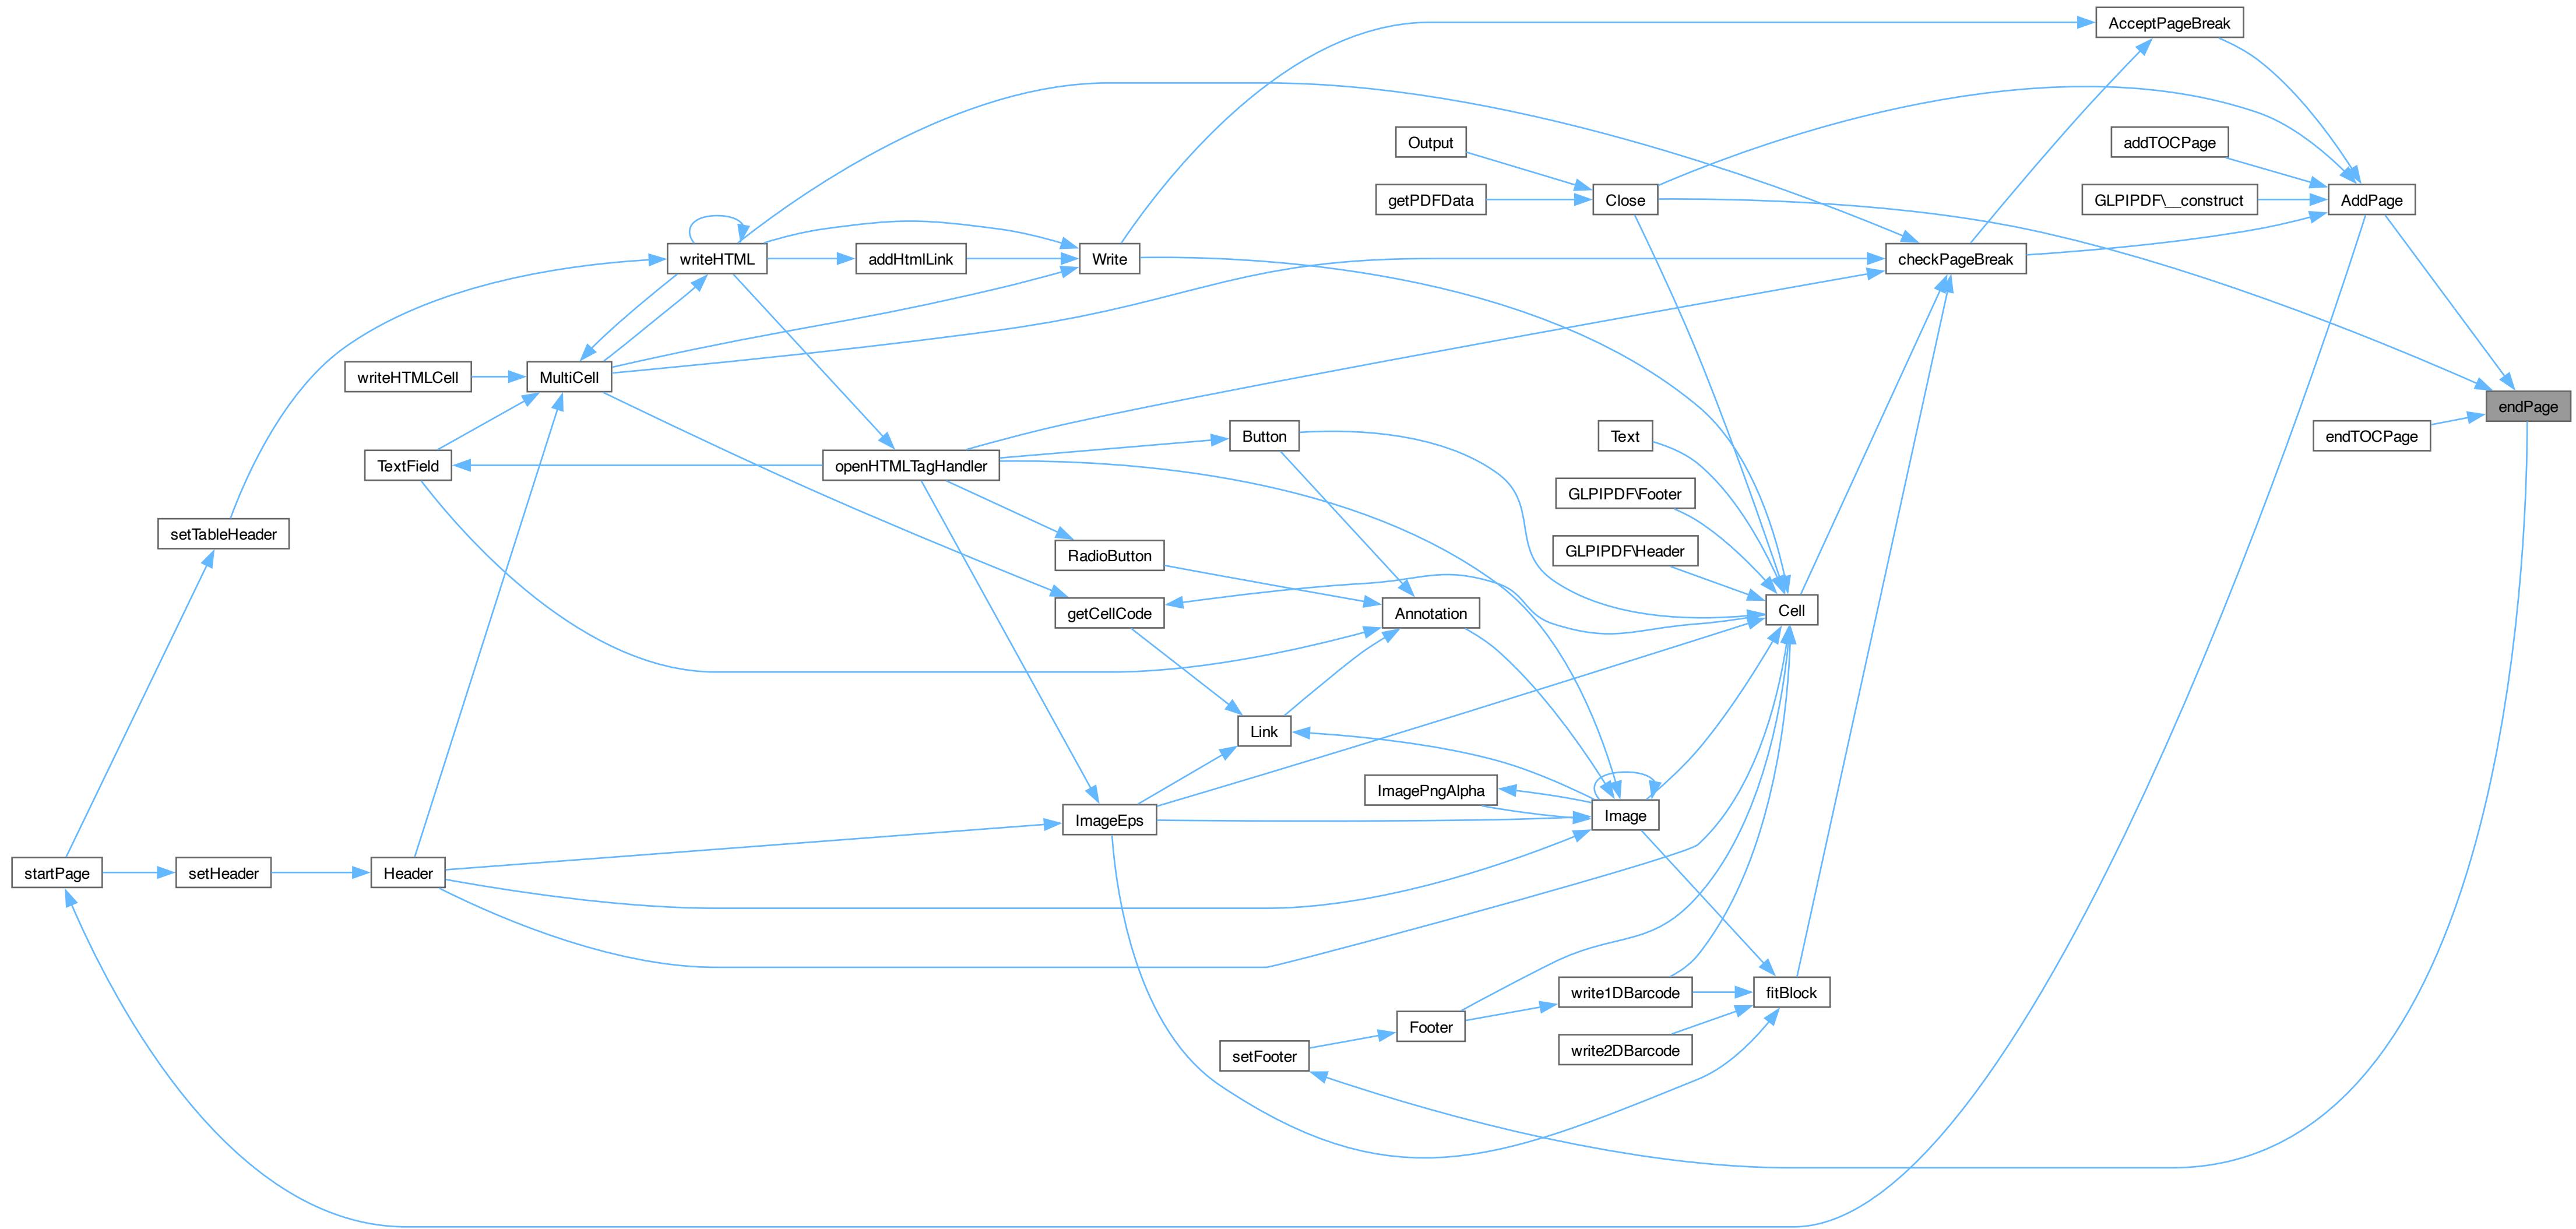 AcceptPageBreak
Output
addTOCPage
getPDFData
Close
GLPIPDF\__construct
AddPage
writeHTML
addHtmlLink
Write
checkPageBreak
writeHTMLCell
MultiCell
endPage
Text
Button
endTOCPage
TextField
openHTMLTagHandler
GLPIPDF\Footer
setTableHeader
RadioButton
GLPIPDF\Header
getCellCode
Annotation
Cell
Link
ImagePngAlpha
ImageEps
Image
startPage
setHeader
Header
write1DBarcode
fitBlock
Footer
setFooter
write2DBarcode